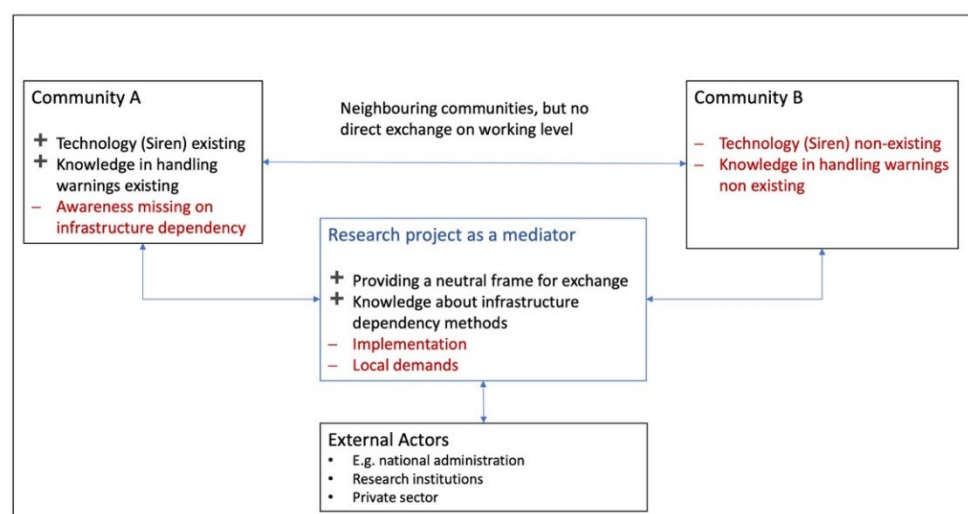 Community A
+ Technology (Siren) existing
+ Knowledge in handling
warnings existing
– Awareness missing on
infrastructure dependency
Neighbouring communities, but no
direct exchange on working level
Community B
– Technology (Siren) non-existing
– Knowledge in handling warnings
non existing
Research project as a mediator
+ Providing a neutral frame for exchange
+ Knowledge about infrastructure
dependency methods
– Implementation
– Local demands
External Actors
• E.g. national administration
• Research institutions
• Private sector